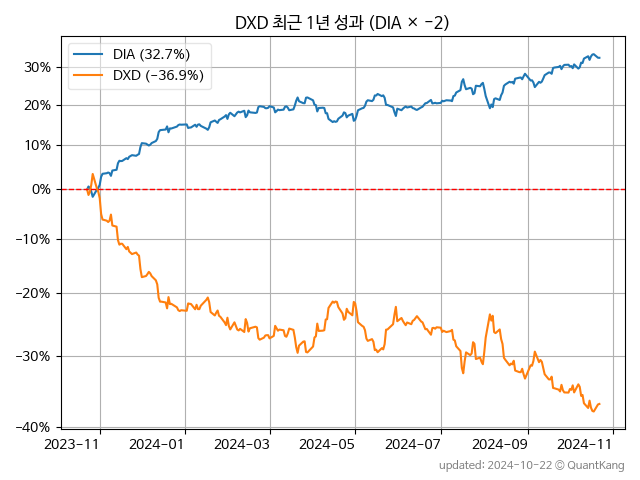 DXD 최근 1년 성과 (DIA × −2)
DIA (32.7%)
DXD (−36.9%)
30%
20%
10%
0%
−10%
−20%
−30%
−40%
2023−11 2024−01 2024−03 2024−05 2024−07 2024−09 2024−11
updated: 2024-10-22 © QuantKang